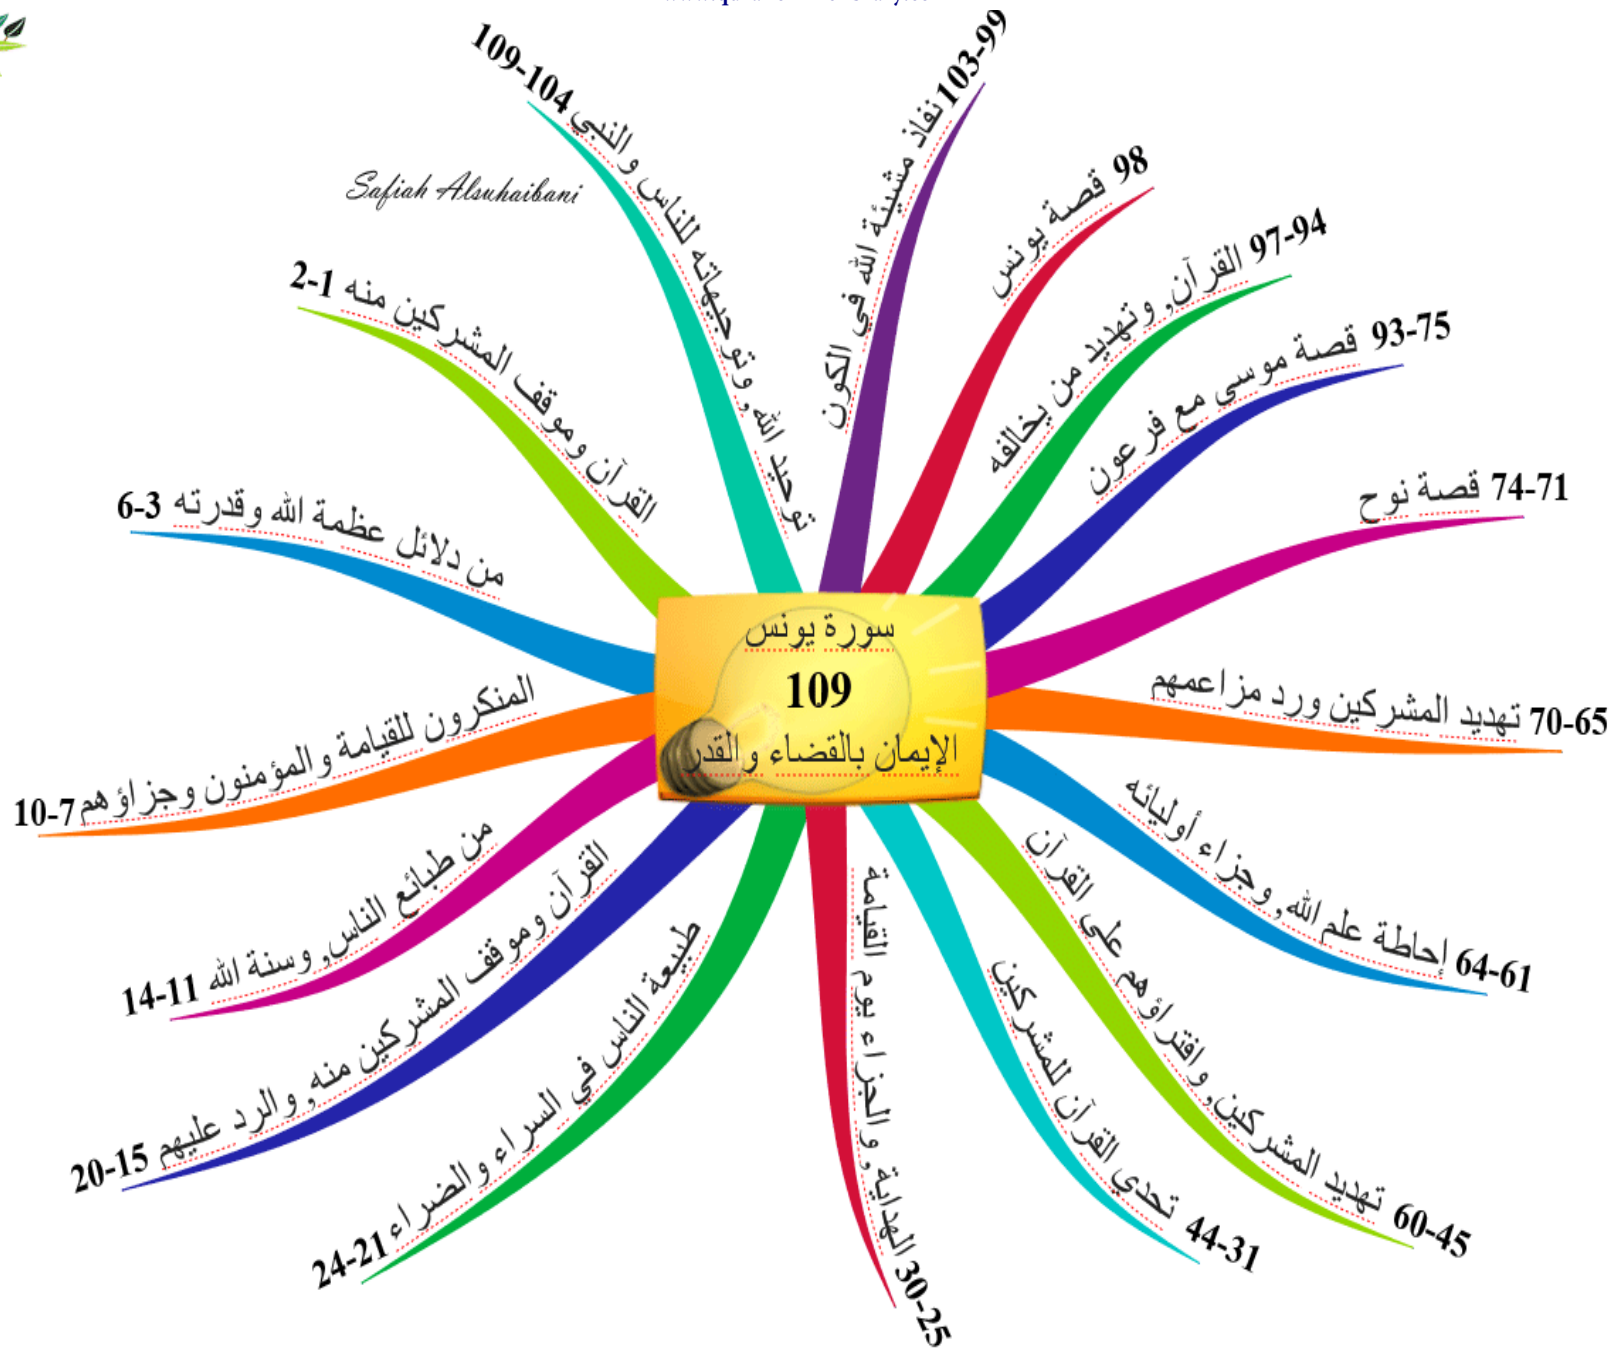 سورة يونس
109
الإيمان بالقضاء والقدر
Safiah Alsuhaibani
القرآن وموقف المشركين منه 1-2
من دلائل عظمة الله وقدرته 3-6
المنكرون للقيامة والمؤمنون وجزاؤهم 7-10
من طبائع الناس, وسنة الله 11-14
القرآن وموقف المشركين منه, والرد عليهم 15-20
طبيعة الناس في السراء والضراء 21-24
25-30 الهداية, والجزاء يوم القيامة
31-44 تحدي القرآن للمشركين
45-60 تهديد المشركين, وافتراؤهم على القرآن
61-64 إحاطة علم الله, وجزاء أوليائه
65-70 تهديد المشركين ورد مزاعمهم
71-74 قصة نوح
75-93 قصة موسى مع فرعون
94-97 القرآن, وتهديد من يخالفه
98 قصة يونس
99-103 نفاذ مشيئة الله في الكون
توحيد الله, وتوجيهاته للناس والنبي 104-109